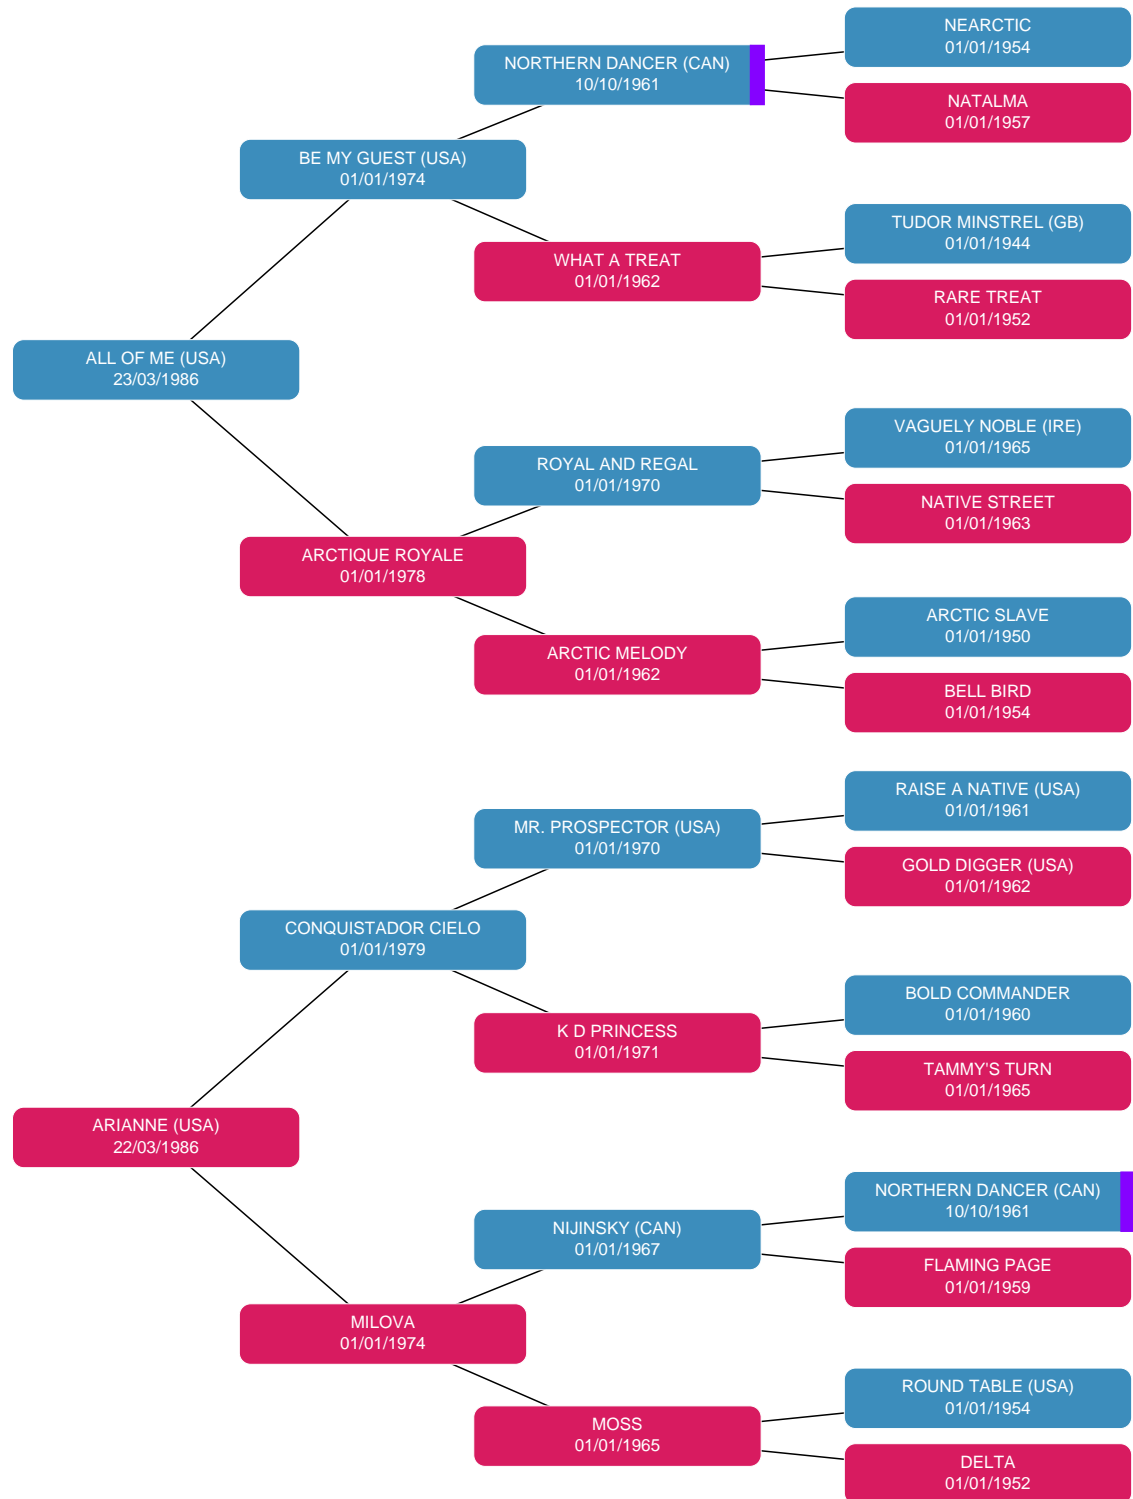 NEARCTIC
01/01/1954
NORTHERN DANCER (CAN)
10/10/1961
NATALMA
01/01/1957
BE MY GUEST (USA)
01/01/1974
TUDOR MINSTREL (GB)
01/01/1944
WHAT A TREAT
01/01/1962
RARE TREAT
01/01/1952
ALL OF ME (USA)
23/03/1986
VAGUELY NOBLE (IRE)
01/01/1965
ROYAL AND REGAL
01/01/1970
NATIVE STREET
01/01/1963
ARCTIQUE ROYALE
01/01/1978
ARCTIC SLAVE
01/01/1950
ARCTIC MELODY
01/01/1962
BELL BIRD
01/01/1954
RAISE A NATIVE (USA)
01/01/1961
MR. PROSPECTOR (USA)
01/01/1970
GOLD DIGGER (USA)
01/01/1962
CONQUISTADOR CIELO
01/01/1979
BOLD COMMANDER
01/01/1960
K D PRINCESS
01/01/1971
TAMMY'S TURN
01/01/1965
ARIANNE (USA)
22/03/1986
NORTHERN DANCER (CAN)
10/10/1961
NIJINSKY (CAN)
01/01/1967
FLAMING PAGE
01/01/1959
MILOVA
01/01/1974
ROUND TABLE (USA)
01/01/1954
MOSS
01/01/1965
DELTA
01/01/1952